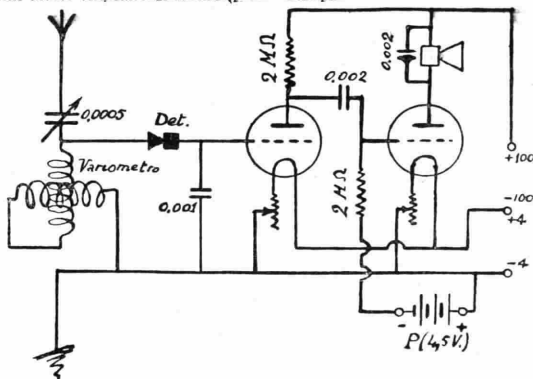 0,0005
Det.
Variometro
0,001
2 MΩ
0,002
2 MΩ
0.002
+100
-100
+4
-4
- +
P(4,5V.)